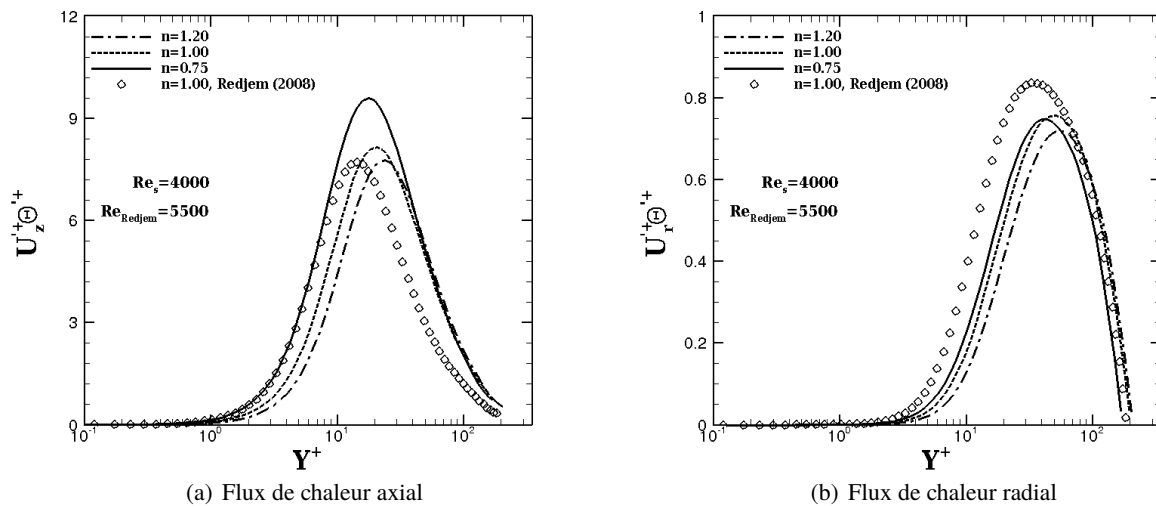 12
9
6
3
0
n=1.20
n=1.00
n=0.75
n=1.00, Redjem (2008)
Re_s=4000
Re_Redjem=5500
U'^+_zΘ'^+
10^-1
10^0
10^1
10^2
Y^+
(a) Flux de chaleur axial
1
0.8
0.6
0.4
0.2
0
n=1.20
n=1.00
n=0.75
n=1.00, Redjem (2008)
Re_s=4000
Re_Redjem=5500
U'^+_rΘ'^+
10^-1
10^0
10^1
10^2
Y^+
(b) Flux de chaleur radial